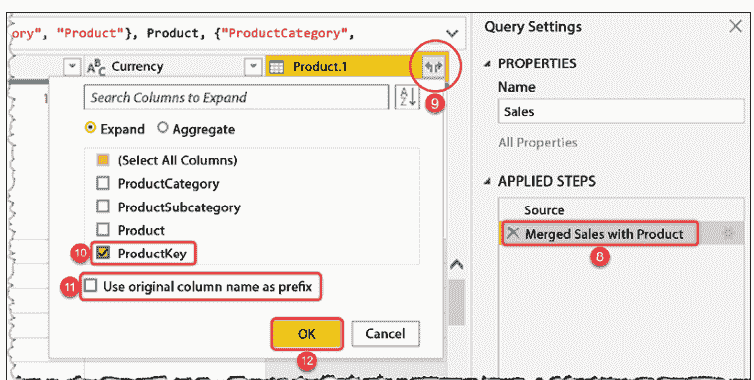 ory", "Product"}, Product, {"ProductCategory",
ABC Currency
Product.1
9
1
Search Columns to Expand
AZ
Expand Aggregate
(Select All Columns)
ProductCategory
ProductSubcategory
Product
10 ProductKey
11 Use original column name as prefix
OK Cancel
12
Query Settings
PROPERTIES
Name
Sales
All Properties
APPLIED STEPS
Source
Merged Sales with Product
8